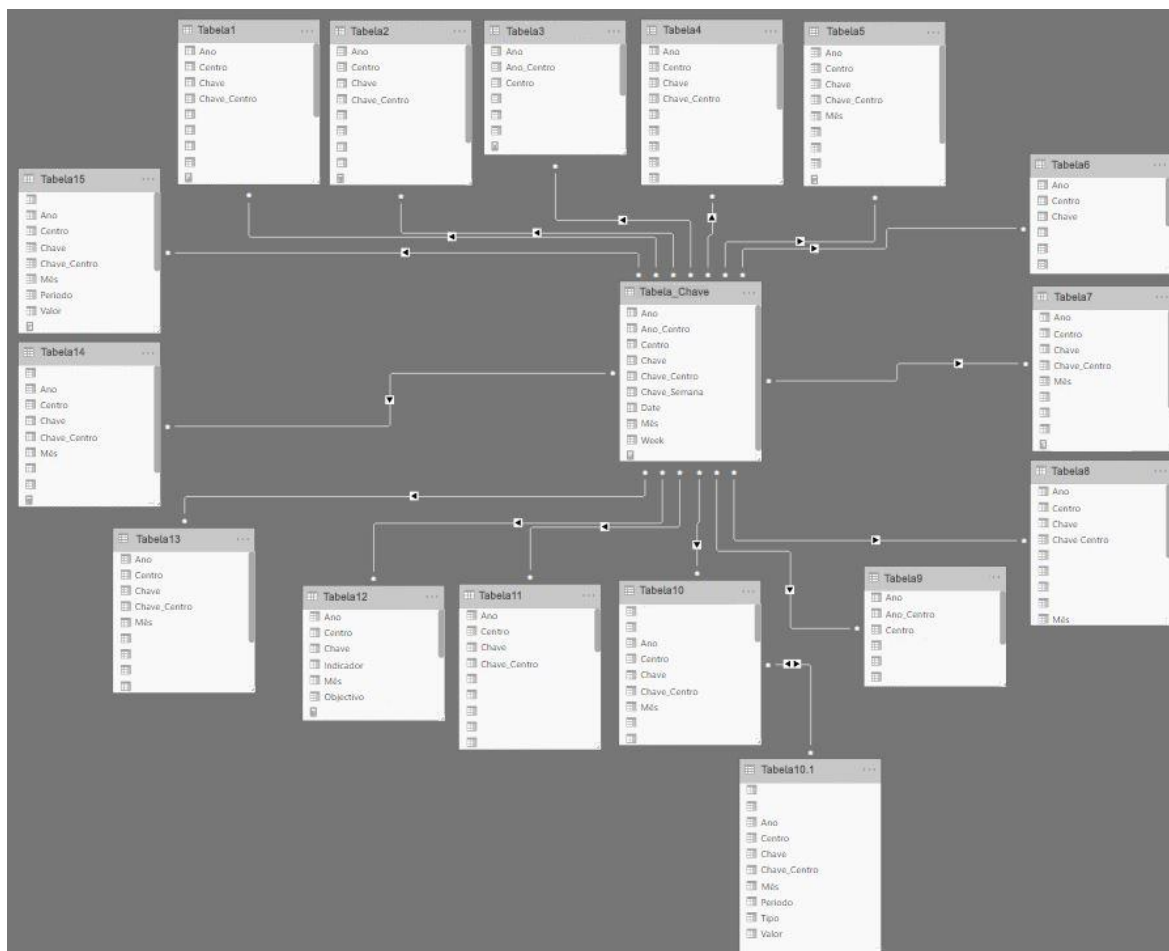 Tabela1
Ano
Centro
Chave
Chave_Centro
Tabela2
Ano
Centro
Chave
Chave_Centro
Tabela3
Ano
Ano_Centro
Centro
Tabela4
Ano
Centro
Chave
Chave_Centro
Tabela5
Ano
Centro
Chave
Chave_Centro
Mês
Tabela15
Ano
Centro
Chave
Chave_Centro
Mês
Periodo
Valor
Tabela6
Ano
Centro
Chave
Tabela_Chave
Ano
Ano_Centro
Centro
Chave
Chave_Centro
Chave_Semana
Date
Mês
Week
Tabela7
Ano
Centro
Chave
Chave_Centro
Mês
Tabela14
Ano
Centro
Chave
Chave_Centro
Mês
Tabela8
Ano
Centro
Chave
Chave Centro
Mês
Tabela13
Ano
Centro
Chave
Chave_Centro
Mês
Tabela12
Ano
Centro
Chave
Indicador
Mês
Objectivo
Tabela11
Ano
Centro
Chave
Chave_Centro
Tabela10
Ano
Centro
Chave
Chave_Centro
Mês
Tabela9
Ano
Ano_Centro
Centro
Tabela10.1
Ano
Centro
Chave
Chave_Centro
Mês
Periodo
Tipo
Valor